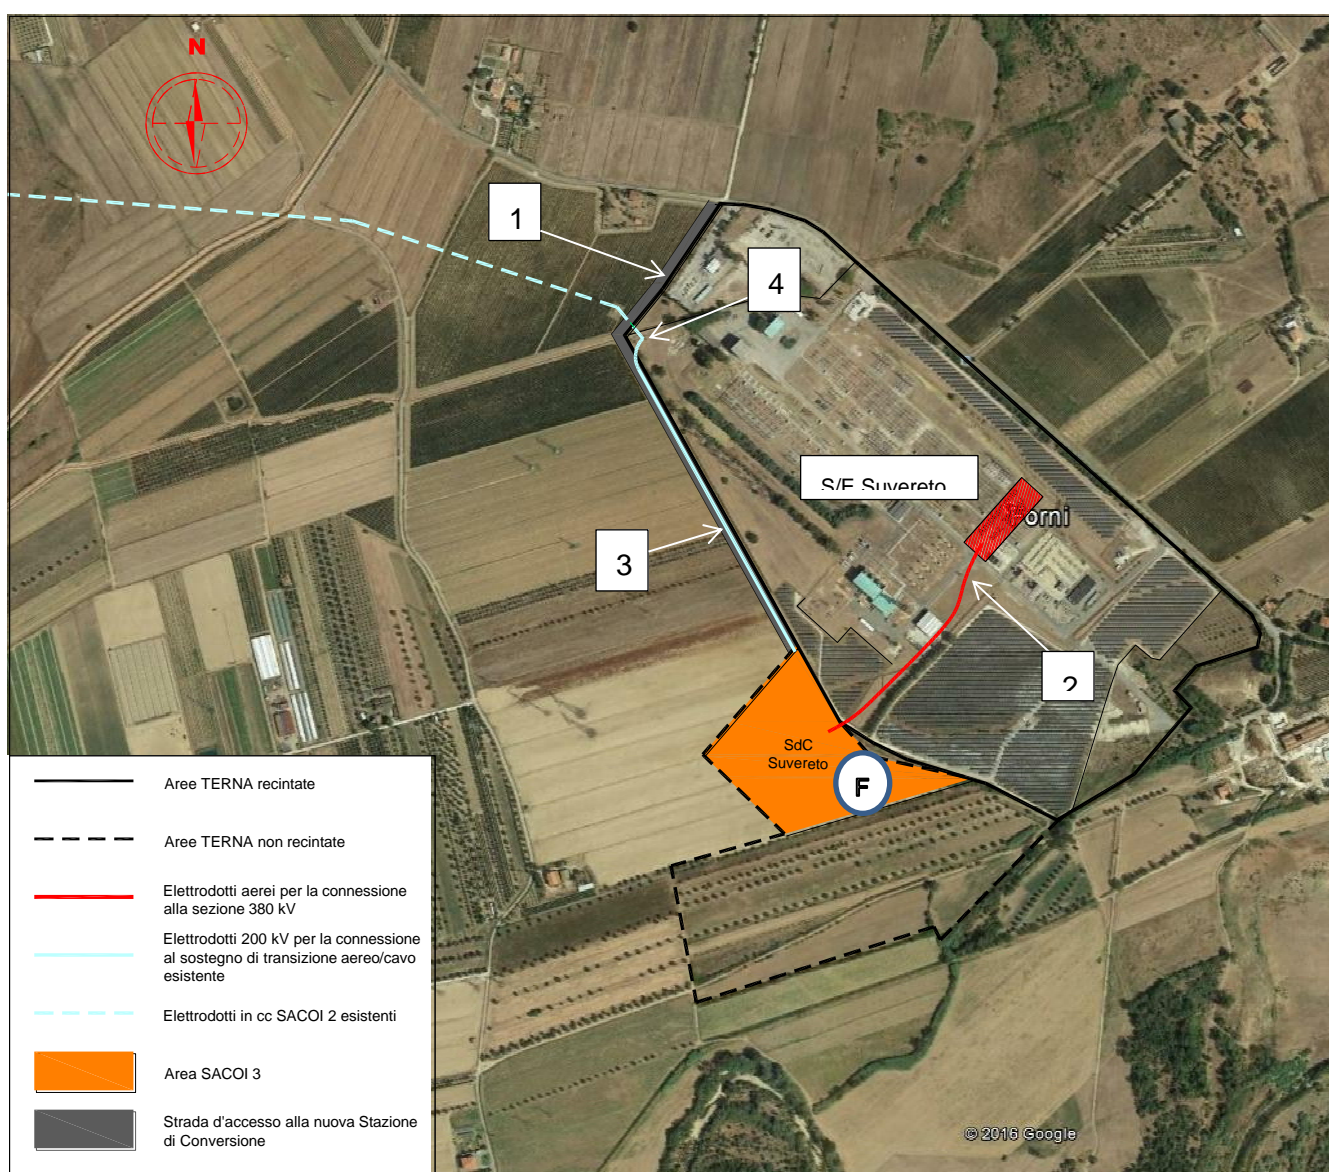 N
1
4
S/E Suvereto
Forni
3
2
SdC
Suvereto
F
Aree TERNA recintate
Aree TERNA non recintate
Elettrodotti aerei per la connessione
alla sezione 380 kV
Elettrodotti 200 kV per la connessione
al sostegno di transizione aereo/cavo
esistente
Elettrodotti in cc SACOI 2 esistenti
Area SACOI 3
Strada d'accesso alla nuova Stazione
di Conversione
© 2016 Google